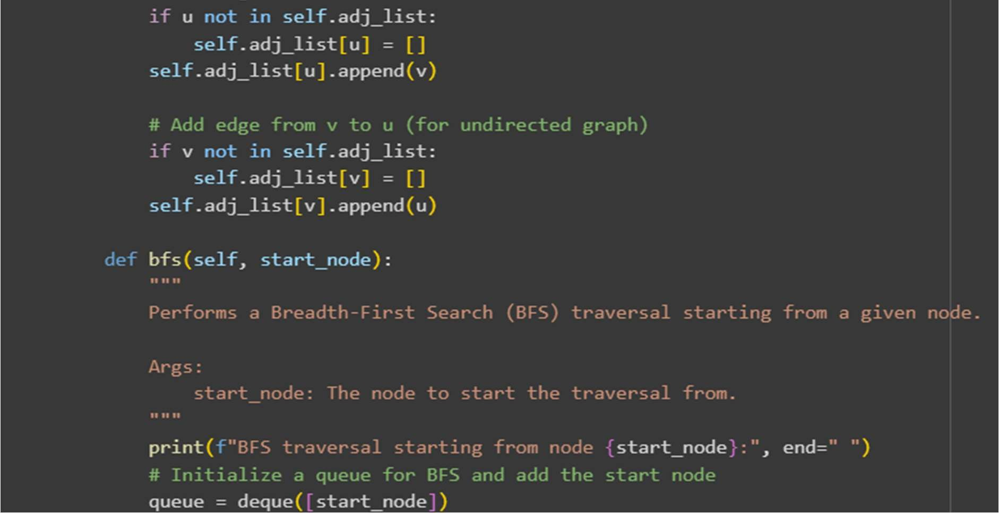 if u not in self.adj_list:
    self.adj_list[u] = []
self.adj_list[u].append(v)

# Add edge from v to u (for undirected graph)
if v not in self.adj_list:
    self.adj_list[v] = []
self.adj_list[v].append(u)

def bfs(self, start_node):
"""
Performs a Breadth-First Search (BFS) traversal starting from a given node.

Args:
    start_node: The node to start the traversal from.
"""
print(f"BFS traversal starting from node {start_node}:", end=" ")
# Initialize a queue for BFS and add the start node
queue = deque([start_node])